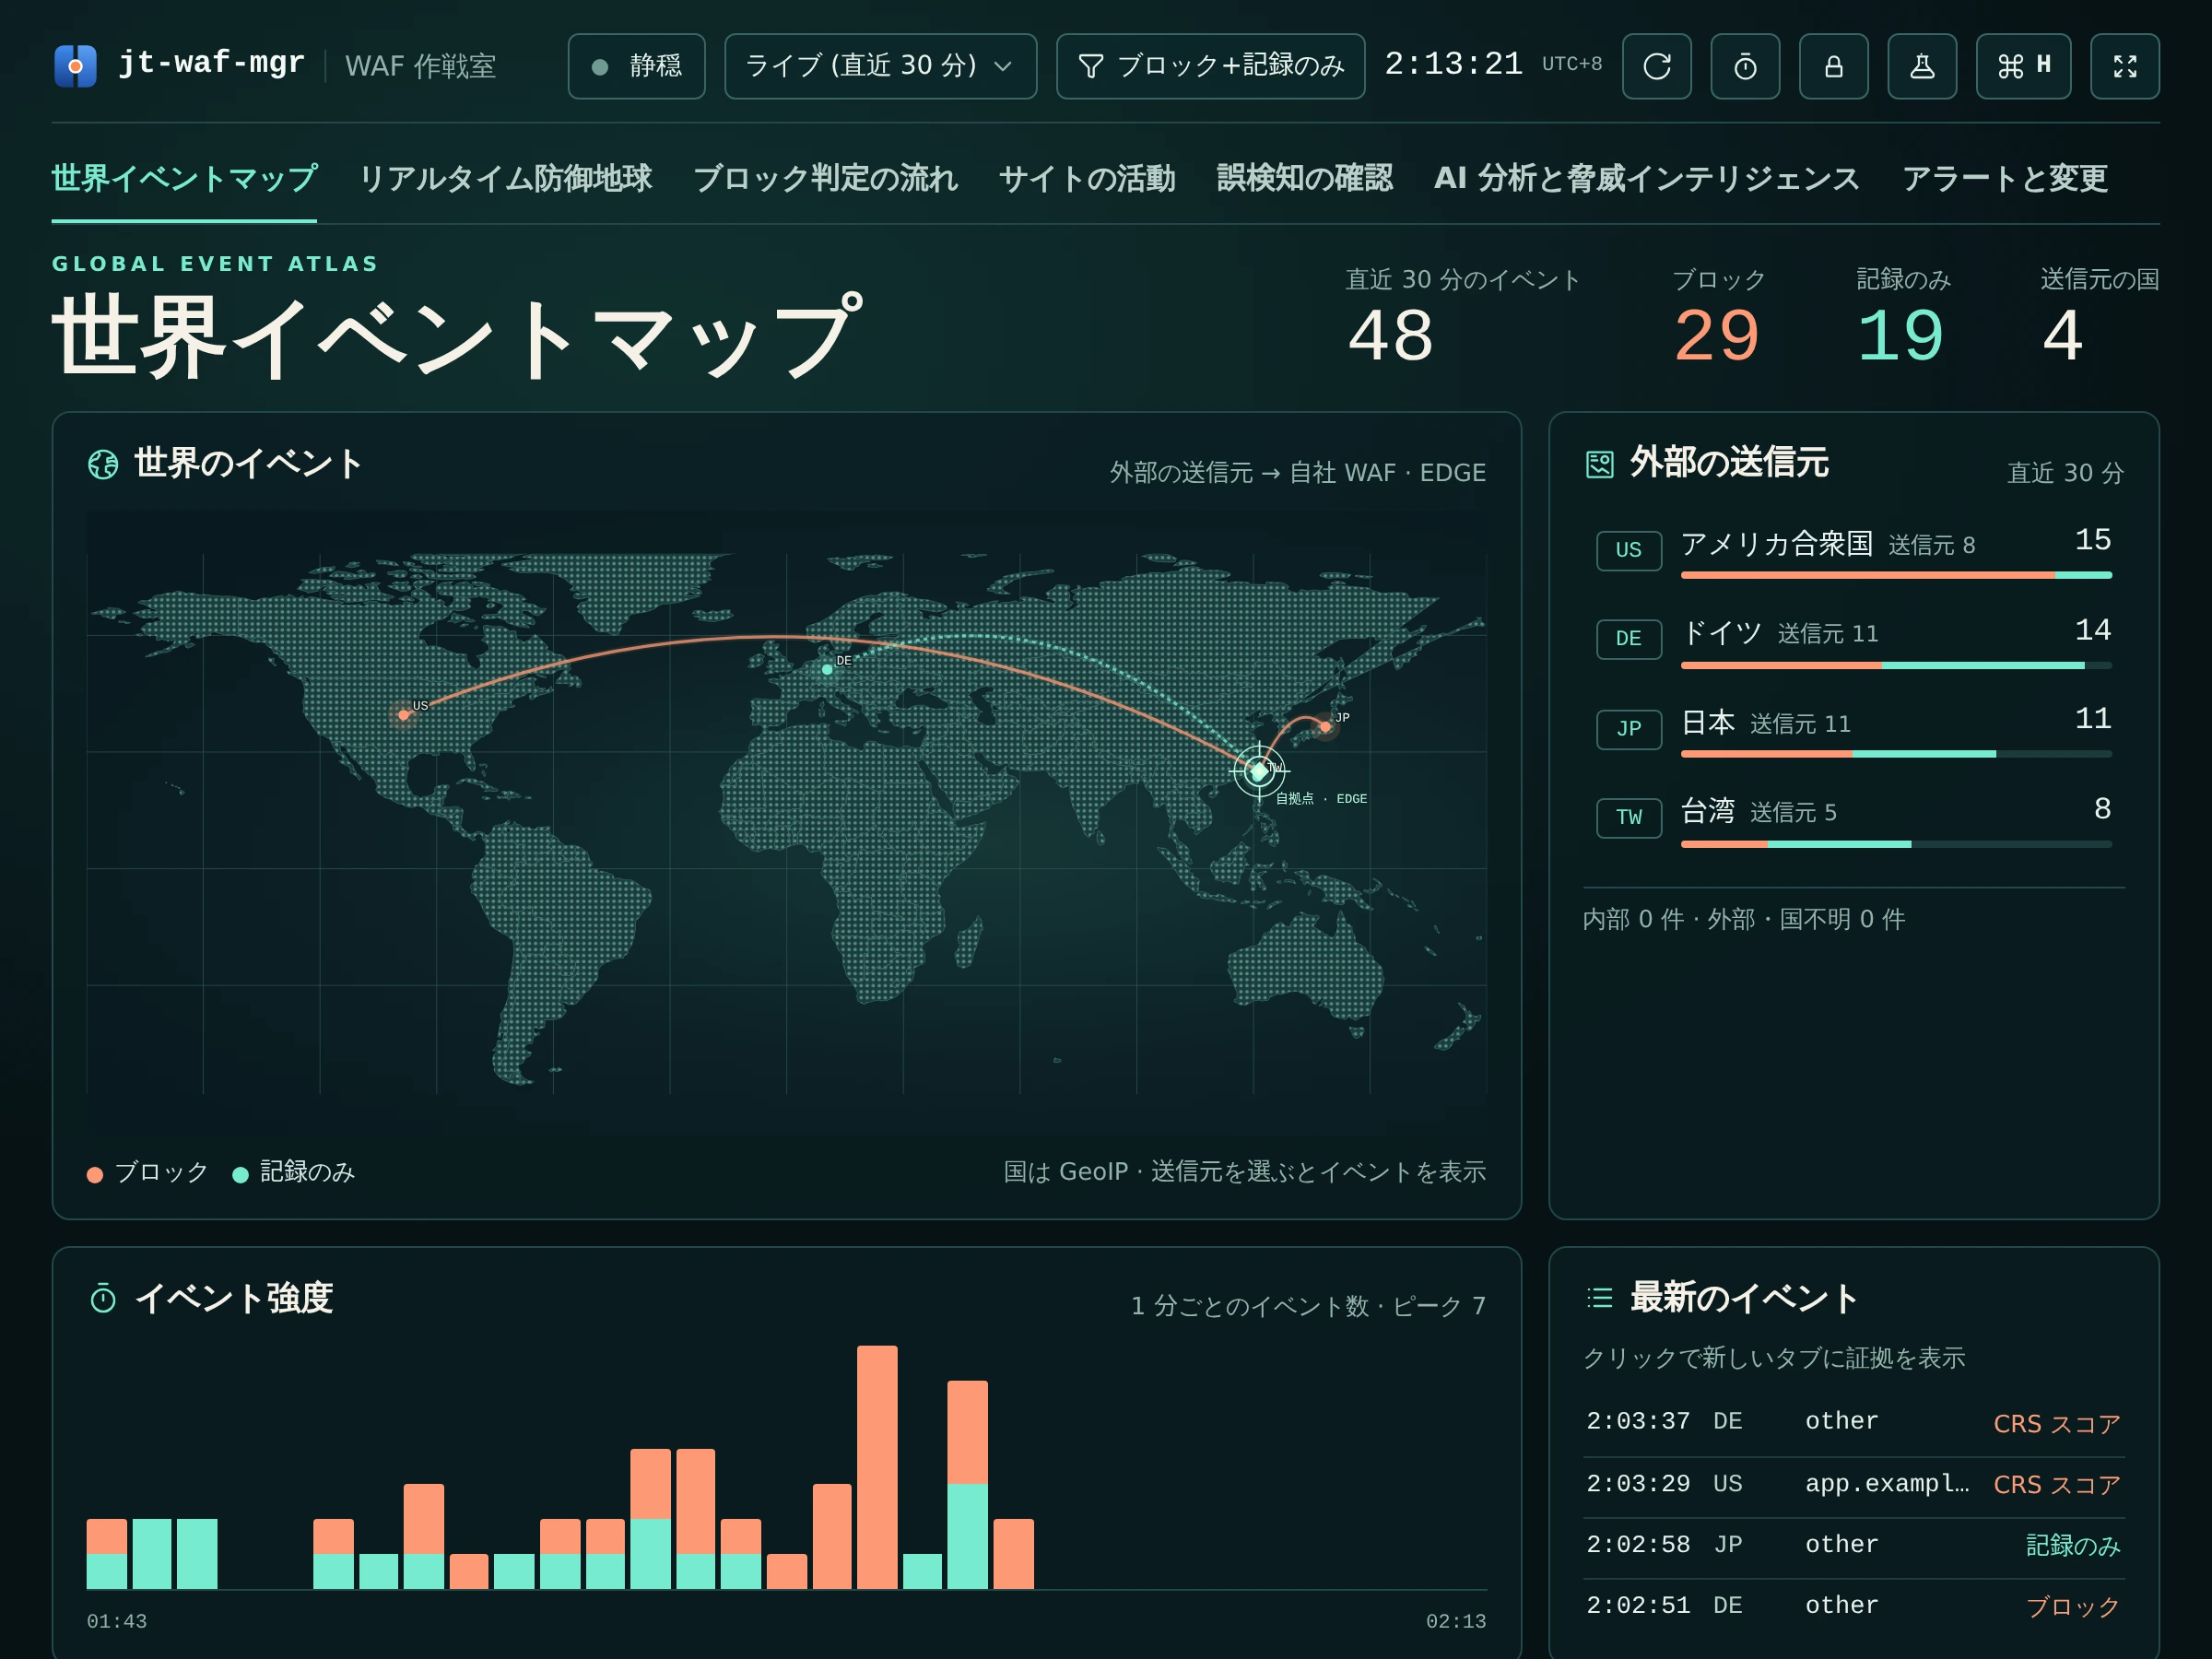 jt-waf-mgr WAF 作戦室 静穏 ライブ (直近 30 分) ブロック+記録のみ 2:13:21 UTC+8 ⌘ H
世界イベントマップ リアルタイム防御地球 ブロック判定の流れ サイトの活動 誤検知の確認 AI 分析と脅威インテリジェンス アラートと変更
GLOBAL EVENT ATLAS
世界イベントマップ
直近 30 分のイベント ブロック 記録のみ 送信元の国
48 29 19 4
世界のイベント 外部の送信元 → 自社 WAF · EDGE
DE
US
JP
TW
自拠点 · EDGE
ブロック 記録のみ 国は GeoIP · 送信元を選ぶとイベントを表示
外部の送信元 直近 30 分
US アメリカ合衆国 送信元 8 15
DE ドイツ 送信元 11 14
JP 日本 送信元 11 11
TW 台湾 送信元 5 8
内部 0 件 · 外部・国不明 0 件
イベント強度 1 分ごとのイベント数 · ピーク 7
01:43 02:13
最新のイベント
クリックで新しいタブに証拠を表示
2:03:37 DE other CRS スコア
2:03:29 US app.exampl… CRS スコア
2:02:58 JP other 記録のみ
2:02:51 DE other ブロック